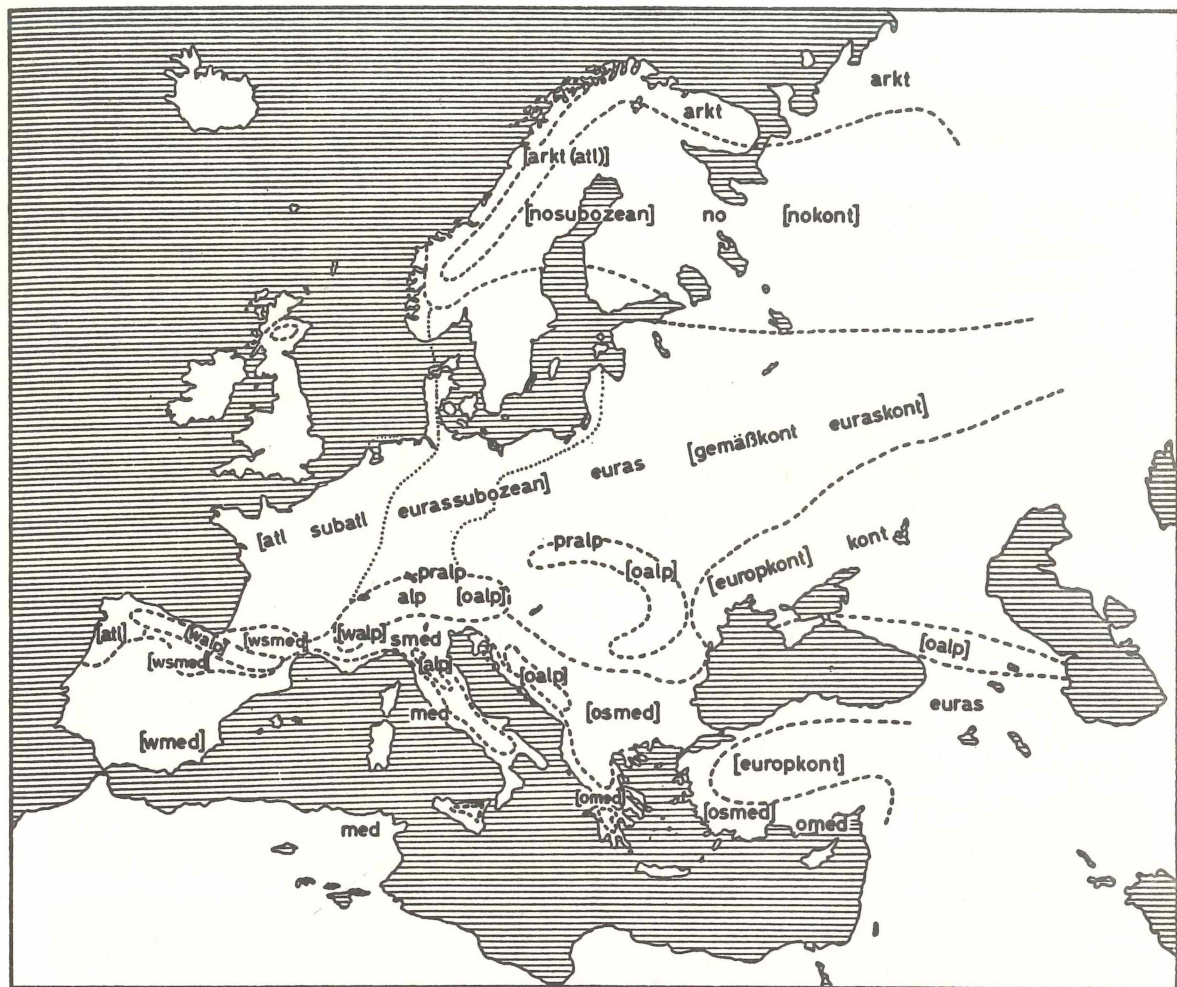 arkt
arkt
[arkt (atl)]
[nosubozean] no [nokont]
[atl subatl eurassubozean] euras [gemäßkont euraskont]
pralp
[oalp]
[europkont] kont
pralp
alp [oalp]
[atl]
[walp]
[wsmed]
[wsmed]
[walp]
smed
[alp]
[oalp]
[oalp]
med
[osmed]
euras
[wmed]
[europkont]
[omed]
[osmed]
omed
med